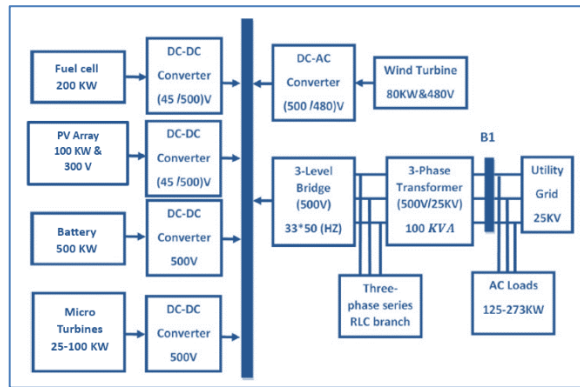 Fuel cell
200 KW
DC-DC
Converter
(45 /500)V
DC-AC
Converter
(500 /480)V
Wind Turbine
80KW&480V
PV Array
100 KW &
300 V
DC-DC
Converter
(45 /500)V
B1
3-Level
Bridge
(500V)
33*50 (HZ)
3-Phase
Transformer
(500V/25KV)
100 KVA
Utility
Grid
25KV
Battery
500 KW
DC-DC
Converter
500V
Three-
phase series
RLC branch
AC Loads
125-273KW
Micro
Turbines
25-100 KW
DC-DC
Converter
500V